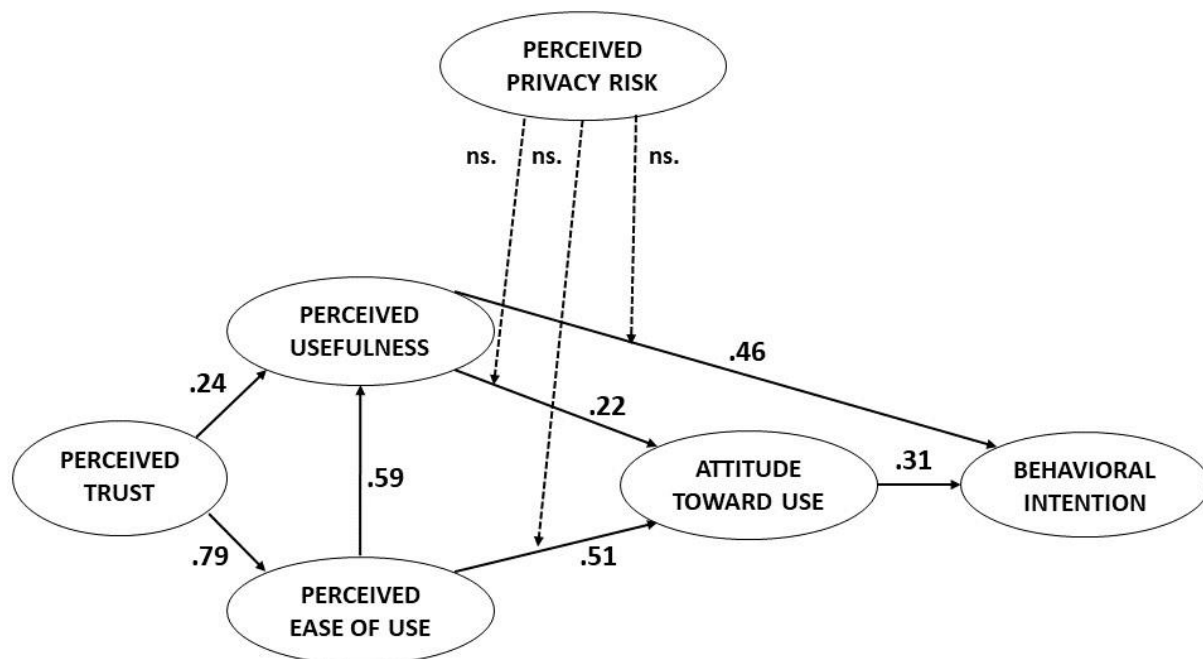 PERCEIVED
PRIVACY RISK
ns.
ns.
ns.
PERCEIVED
USEFULNESS
.46
.24
.22
PERCEIVED
TRUST
.59
ATTITUDE
TOWARD USE
.31
BEHAVIORAL
INTENTION
.79
.51
PERCEIVED
EASE OF USE